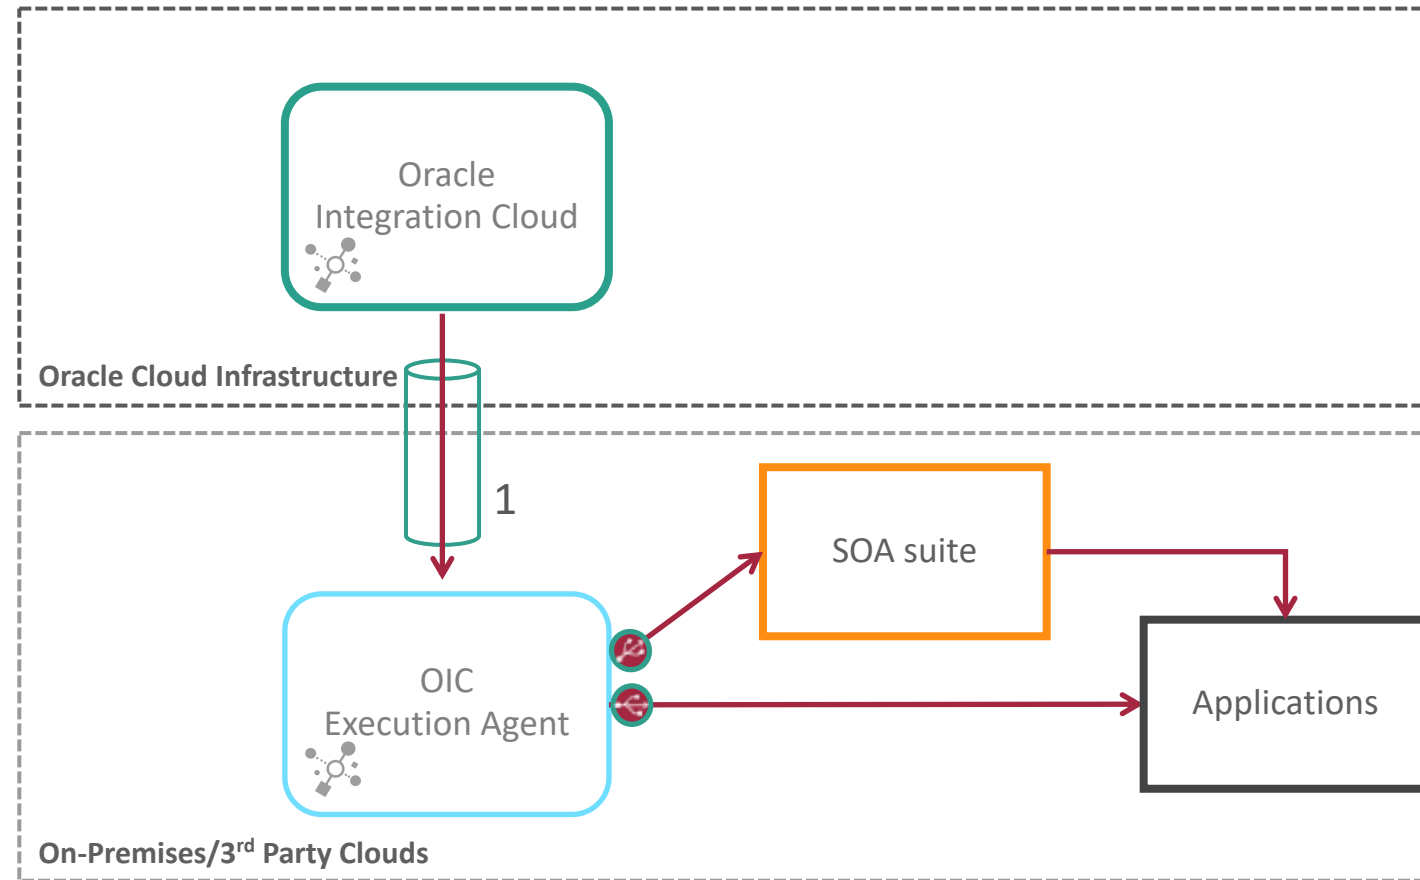 Oracle
Integration Cloud
Oracle Cloud Infrastructure
1
SOA suite
OIC
Execution Agent
Applications
On-Premises/3rd Party Clouds